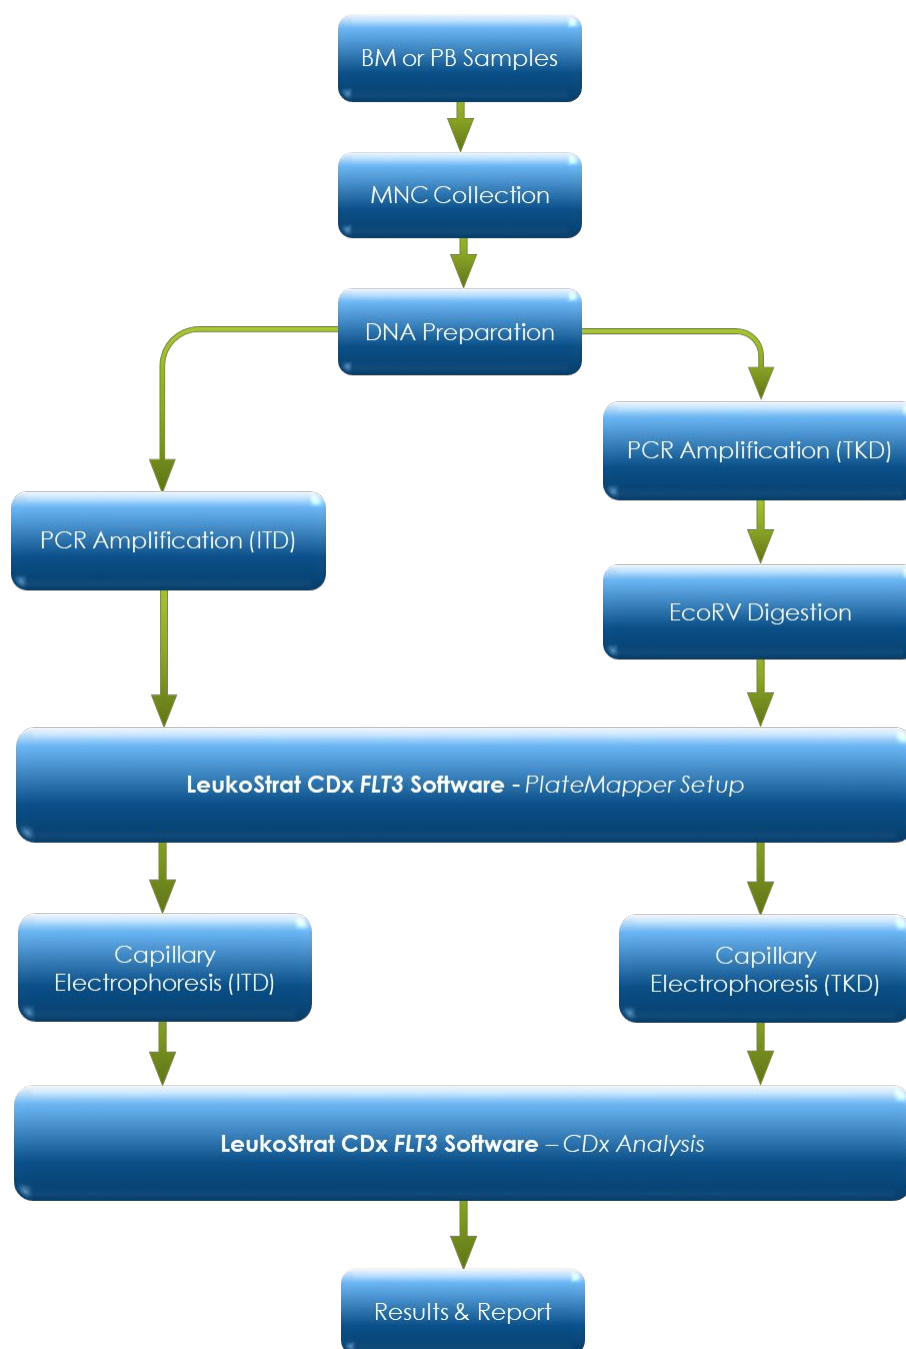 BM or PB Samples
MNC Collection
DNA Preparation
PCR Amplification (TKD)
PCR Amplification (ITD)
EcoRV Digestion
LeukoStrat CDx FLT3 Software - PlateMapper Setup
Capillary
Electrophoresis (ITD)
Capillary
Electrophoresis (TKD)
LeukoStrat CDx FLT3 Software – CDx Analysis
Results & Report